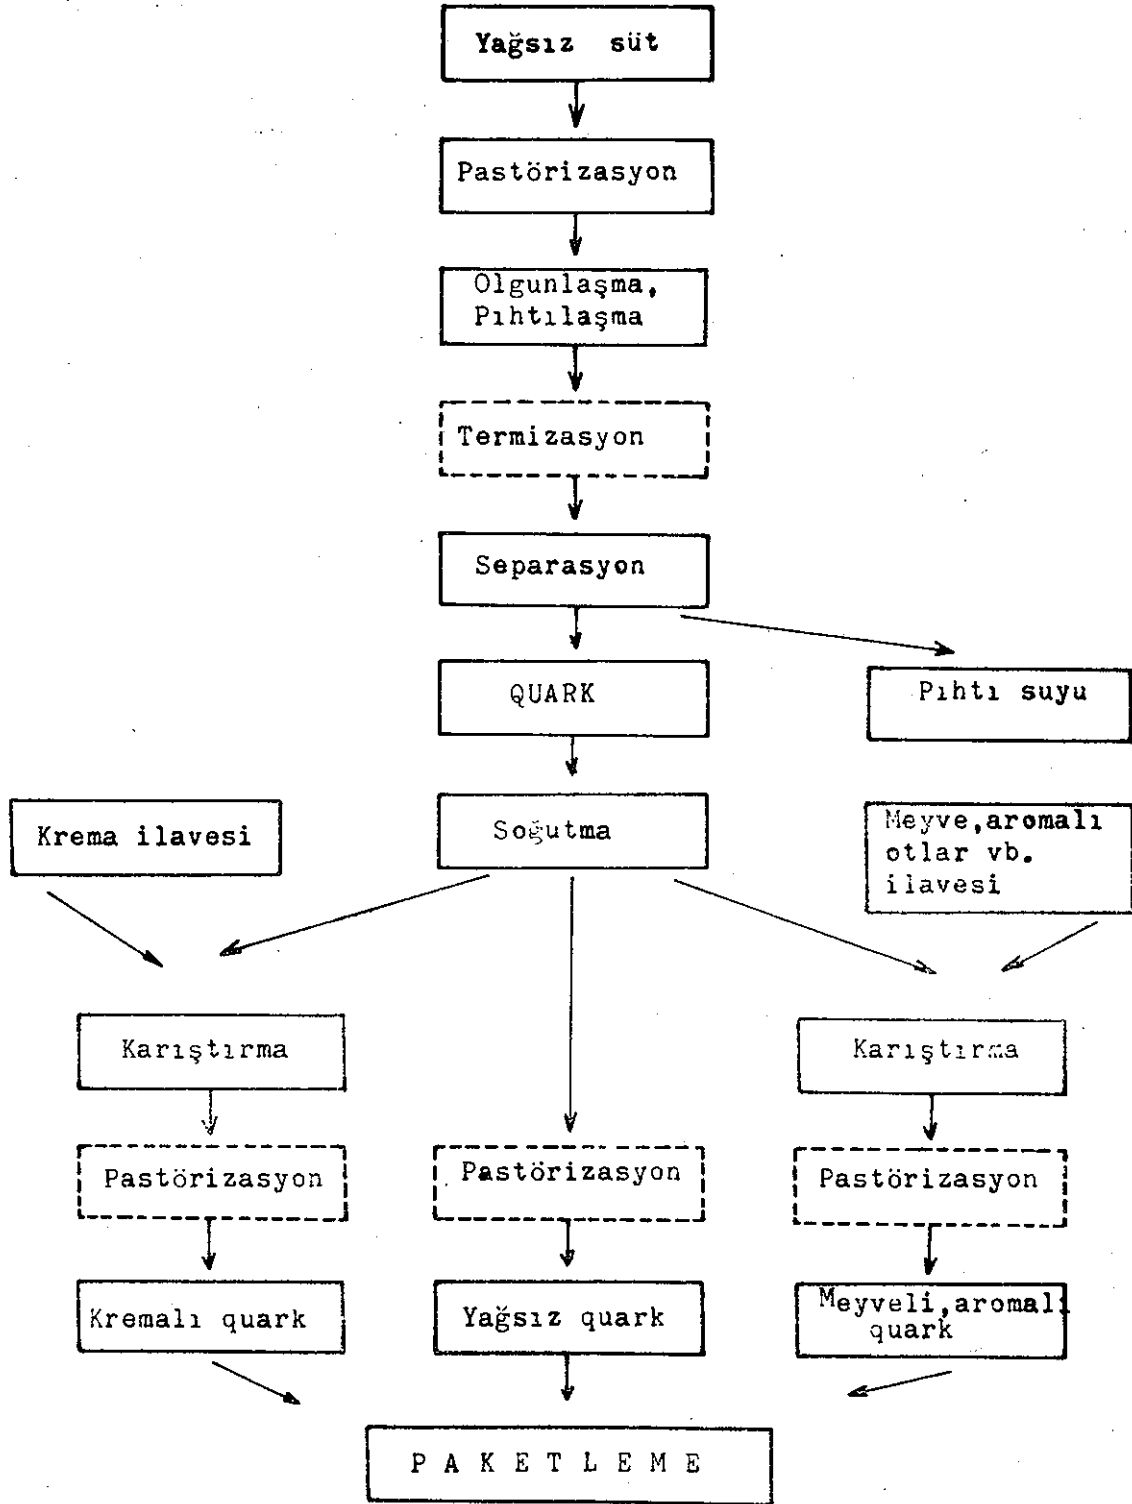 Yağsız süt
Pastörizasyon
Olgunlaşma,
Pıhtılaşma
Termizasyon
Separasyon
QUARK
Pıhtı suyu
Krema ilavesi
Soğutma
Meyve,aromalı
otlar vb.
ilavesi
Karıştırma
Karıştırma
Pastörizasyon
Pastörizasyon
Pastörizasyon
Kremalı quark
Yağsız quark
Meyveli,aromalı
quark
P A K E T L E M E